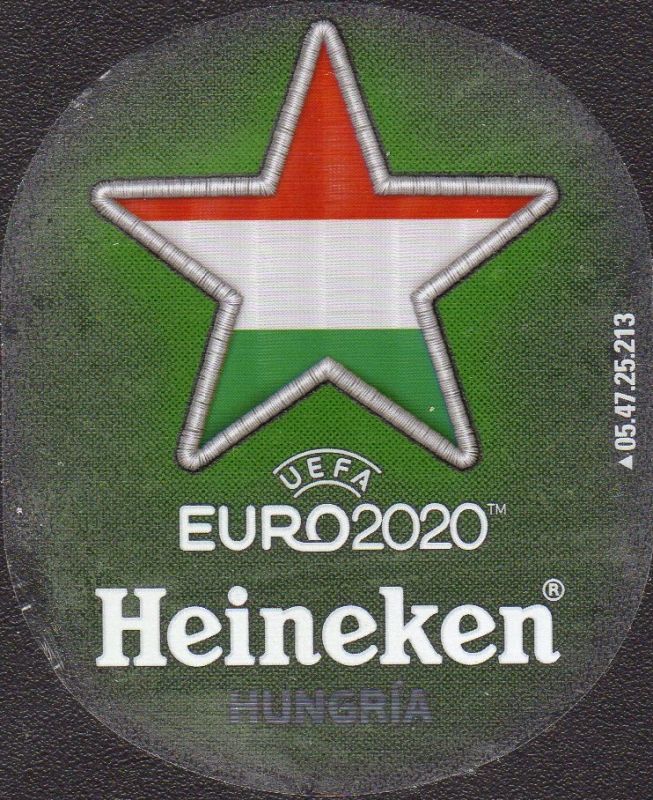 UEFA
EURO2020™
Heineken®
HUNGRÍA
▲05.47.25.213